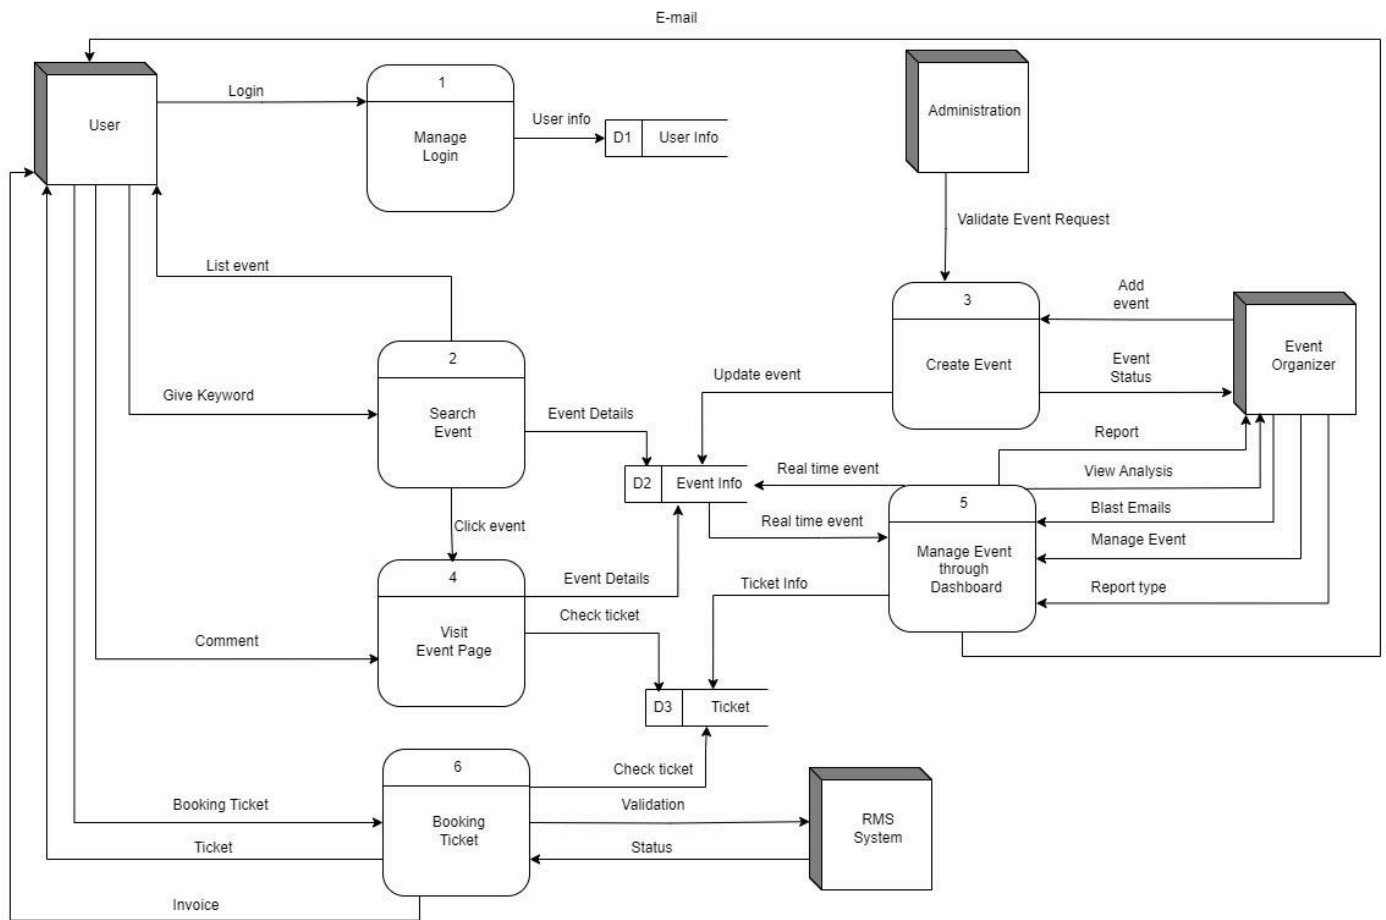 E-mail
User
Login
1
Manage
Login
User info
D1
User Info
Administration
Validate Event Request
List event
2
Search
Event
Give Keyword
Event Details
Update event
3
Create Event
Add
event
Event
Status
Event
Organizer
D2
Event Info
Real time event
Real time event
Report
View Analysis
Blast Emails
Manage Event
Report type
5
Manage Event
through
Dashboard
Click event
4
Visit
Event Page
Event Details
Check ticket
Ticket Info
Comment
D3
Ticket
6
Booking
Ticket
Check ticket
Booking Ticket
Validation
RMS
System
Ticket
Status
Invoice